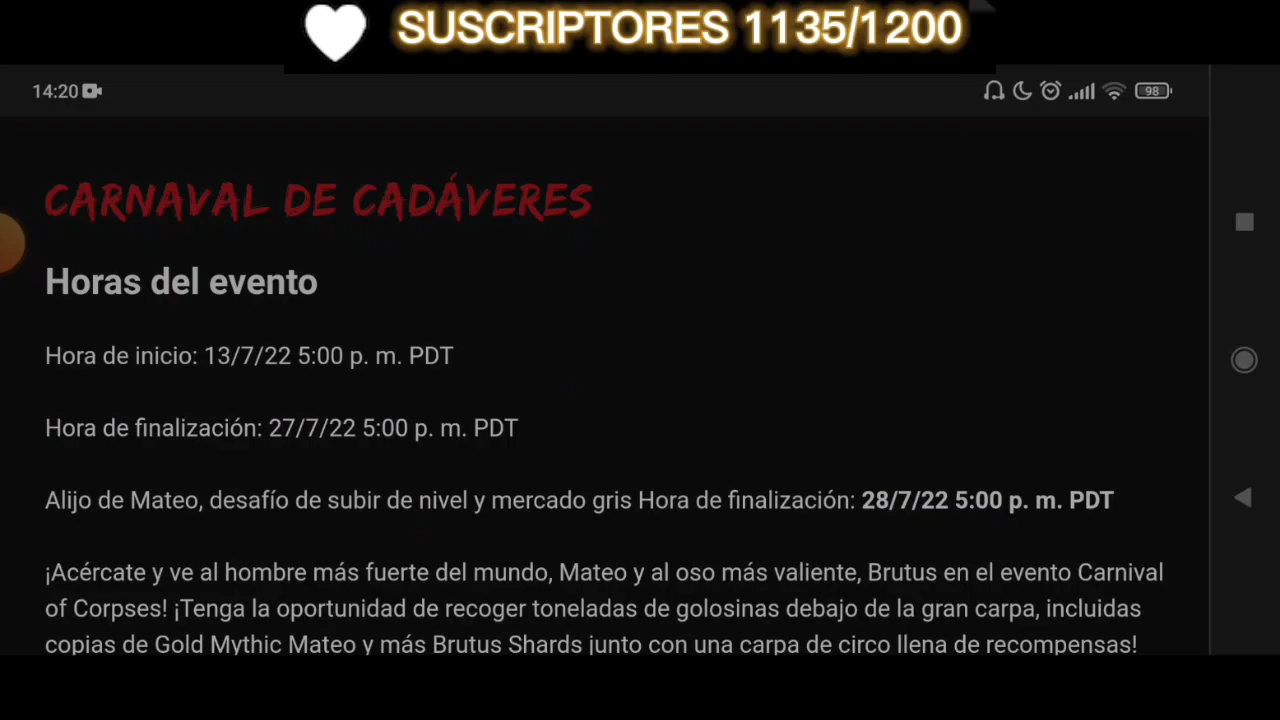 SUSCRIPTORES 1135/1200
14:20
98
CARNAVAL DE CADÁVERES
Horas del evento
Hora de inicio: 13/7/22 5:00 p. m. PDT
Hora de finalización: 27/7/22 5:00 p. m. PDT
Alijo de Mateo, desafío de subir de nivel y mercado gris Hora de finalización: 28/7/22 5:00 p. m. PDT
¡Acércate y ve al hombre más fuerte del mundo, Mateo y al oso más valiente, Brutus en el evento Carnival
of Corpses! ¡Tenga la oportunidad de recoger toneladas de golosinas debajo de la gran carpa, incluidas
copias de Gold Mythic Mateo y más Brutus Shards junto con una carpa de circo llena de recompensas!